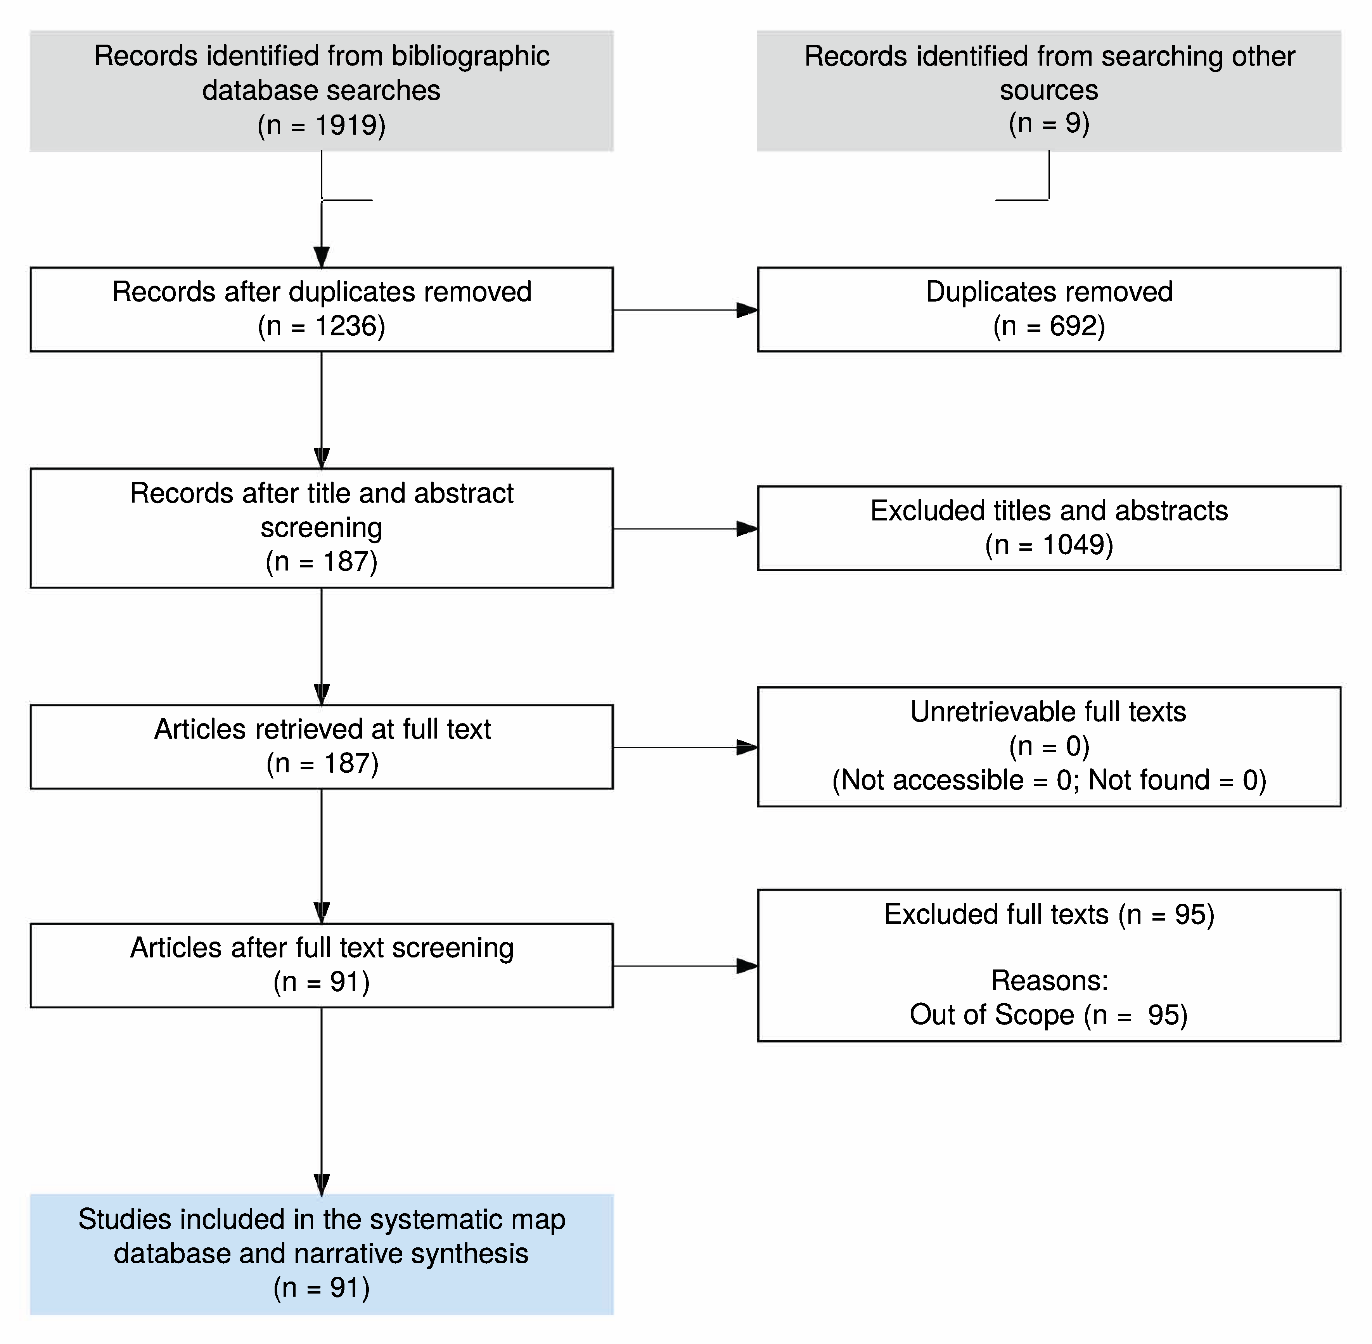 Records identified from bibliographic
database searches
(n = 1919)
Records identified from searching other
sources
(n = 9)
Records after duplicates removed
(n = 1236)
Duplicates removed
(n = 692)
Records after title and abstract
screening
(n = 187)
Excluded titles and abstracts
(n = 1049)
Articles retrieved at full text
(n = 187)
Unretrievable full texts
(n = 0)
(Not accessible = 0; Not found = 0)
Articles after full text screening
(n = 91)
Excluded full texts (n = 95)
Reasons:
Out of Scope (n =  95)
Studies included in the systematic map
database and narrative synthesis
(n = 91)